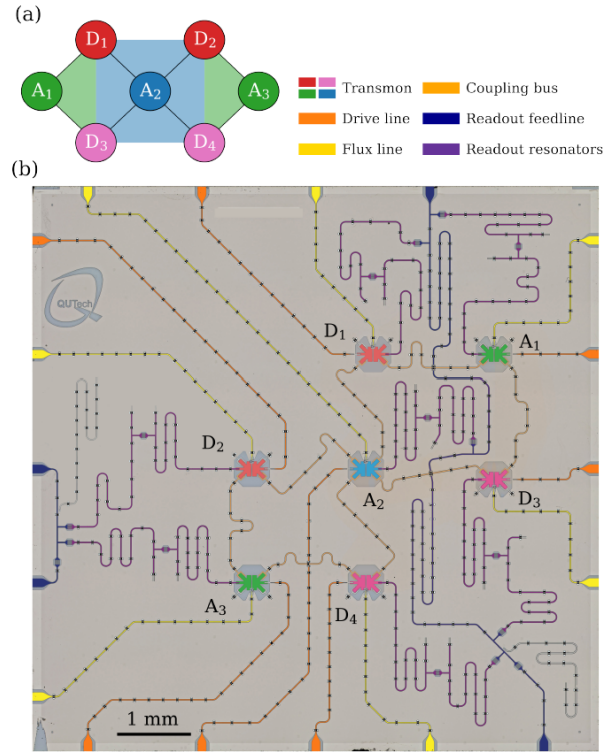 (a)
D1
D2
A1
A2
A3
D3
D4
Transmon
Coupling bus
Drive line
Readout feedline
Flux line
Readout resonators
(b)
QUTech
D1
A1
D2
A2
D3
A3
D4
1 mm